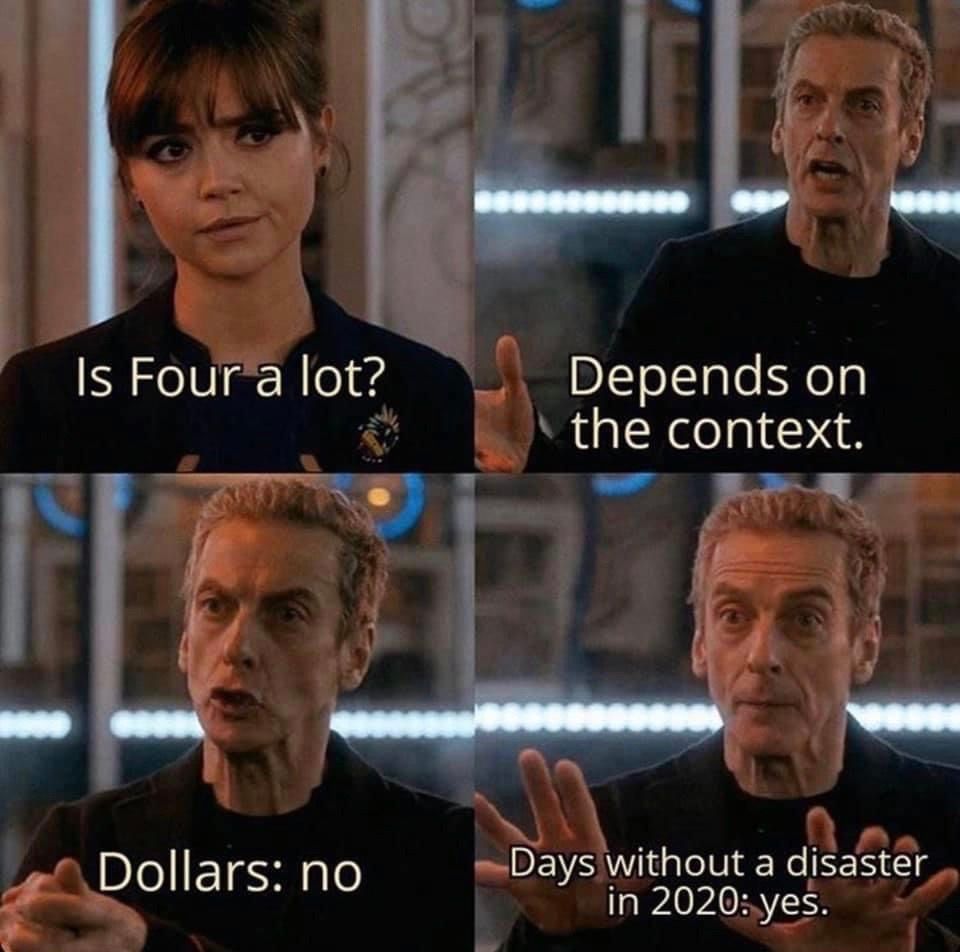 Is Four a lot?
Depends on
the context.
Dollars: no
Days without a disaster
in 2020: yes.